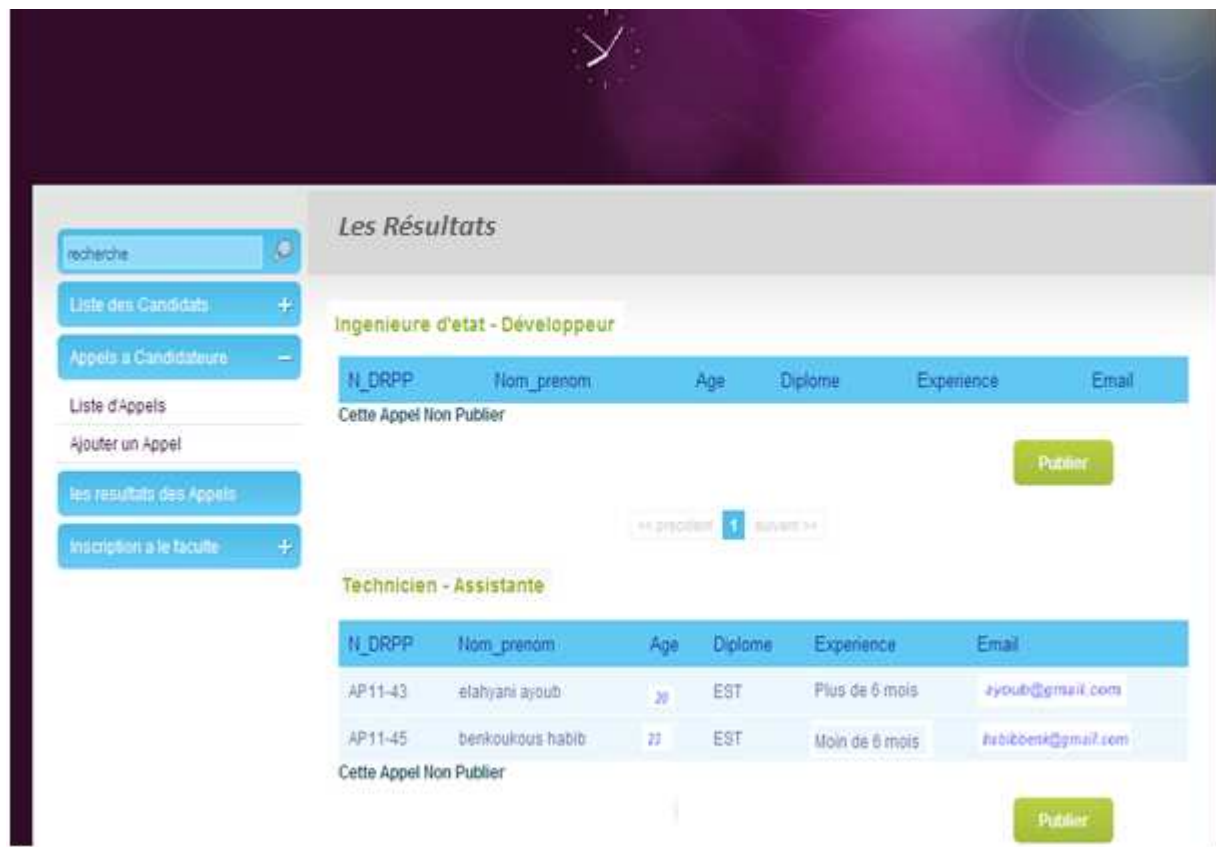 Les Résultats
recherche
Liste des Candidats +
Appels a Candidateure −
Liste d'Appels
Ajouter un Appel
les resultats des Appels
Inscription a le faculte +
Ingenieure d'etat - Développeur
N_DRPP Nom_prenom Age Diplome Experience Email
Cette Appel Non Publier
Publier
<< précédent 1 suivant >>
Technicien - Assistante
N_DRPP Nom_prenom Age Diplome Experience Email
AP11-43 elahyani ayoub 20 EST Plus de 6 mois ayoub@gmail.com
AP11-45 benkoukous habib EST Moin de 6 mois
Cette Appel Non Publier
Publier